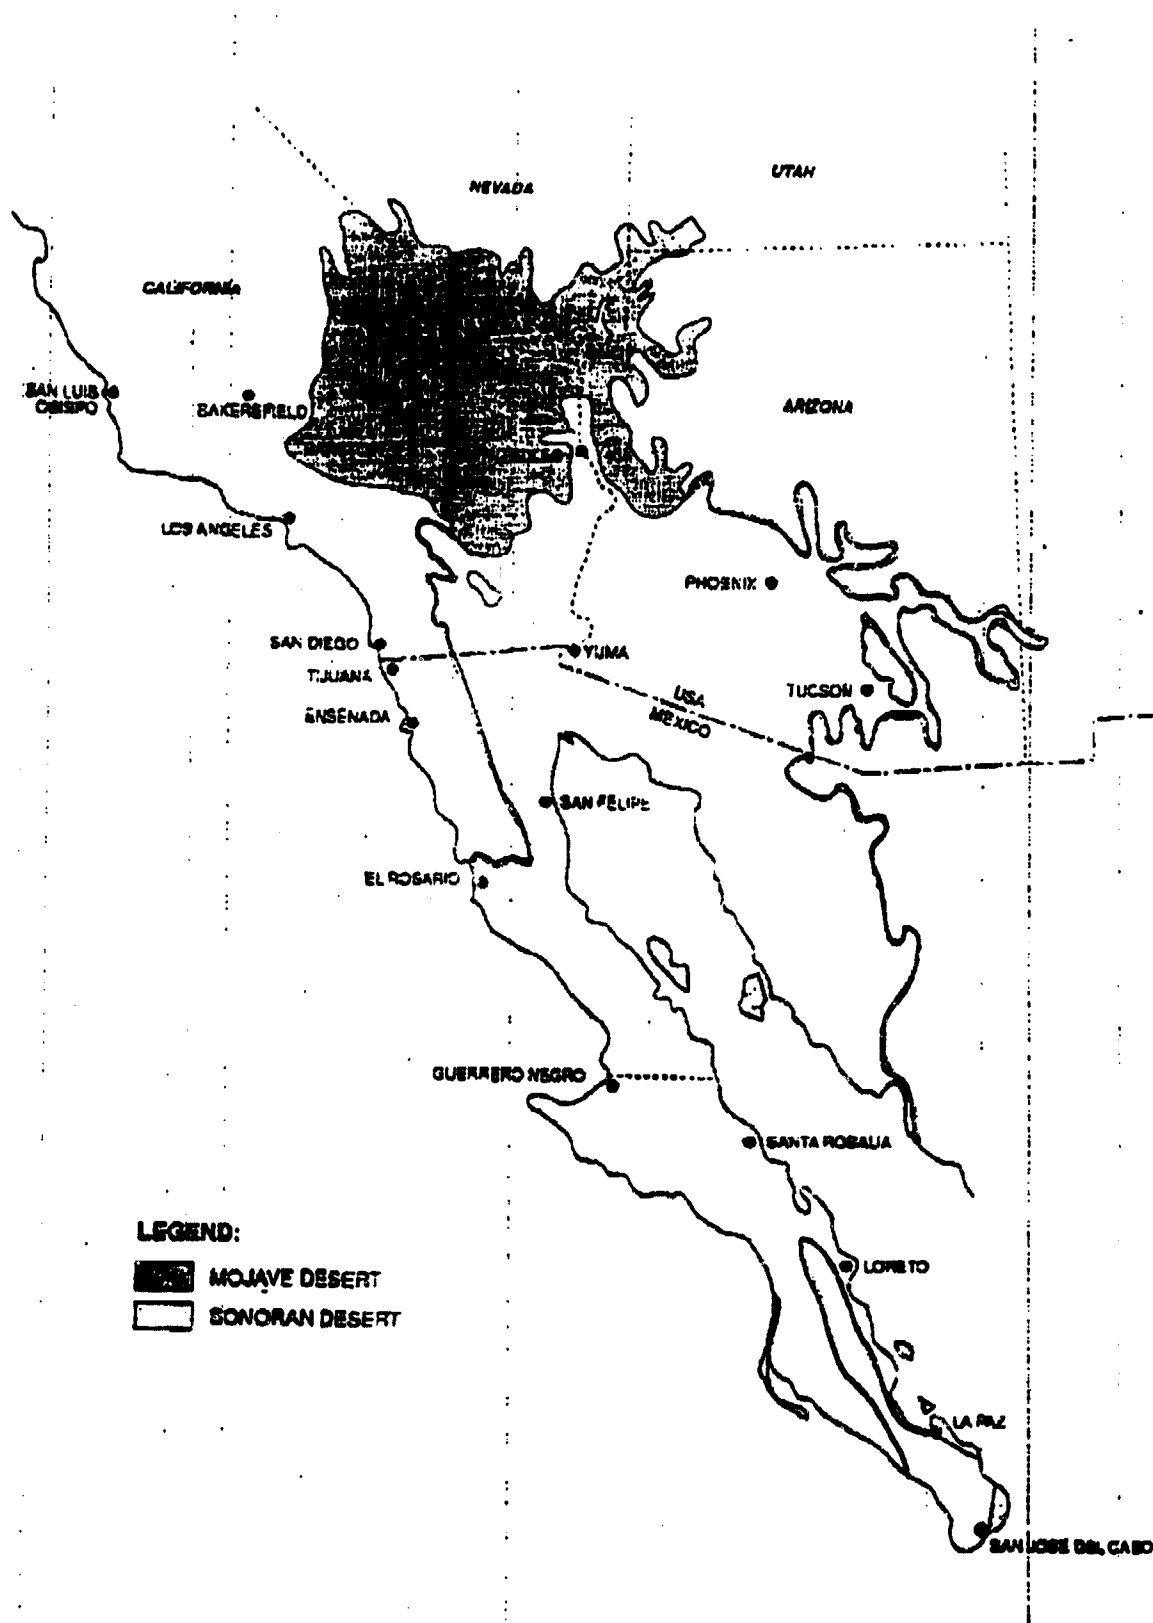 UTAH
NEVADA
CALIFORNIA
SAN LUIS
OBISPO
BAKERSFIELD
ARIZONA
LOS ANGELES
PHOENIX
SAN DIEGO
YUMA
TIJUANA
TUCSON
USA
MEXICO
ENSENADA
SAN FELIPE
EL ROSARIO
GUERRERO NEGRO
SANTA ROSALIA
LEGEND:
MOJAVE DESERT
SONORAN DESERT
LORETO
LA PAZ
SAN JOSE DEL CABO